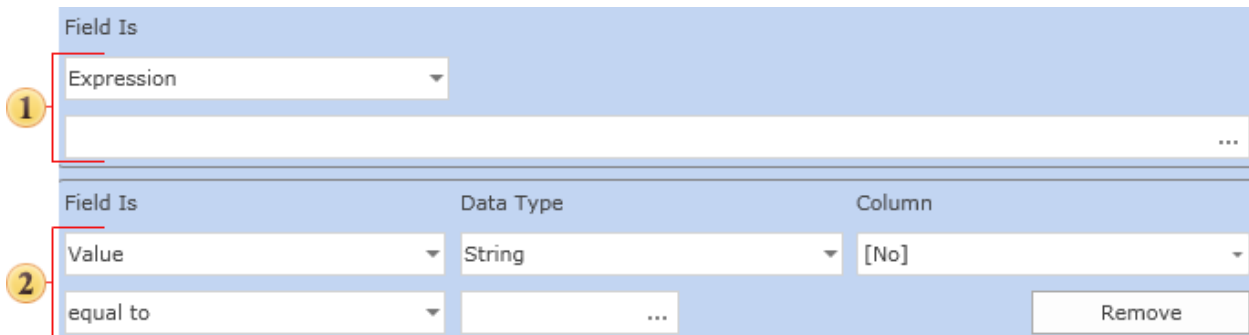 Field Is
Expression
1
...
Field Is Data Type Column
Value String [No]
2
equal to ... Remove